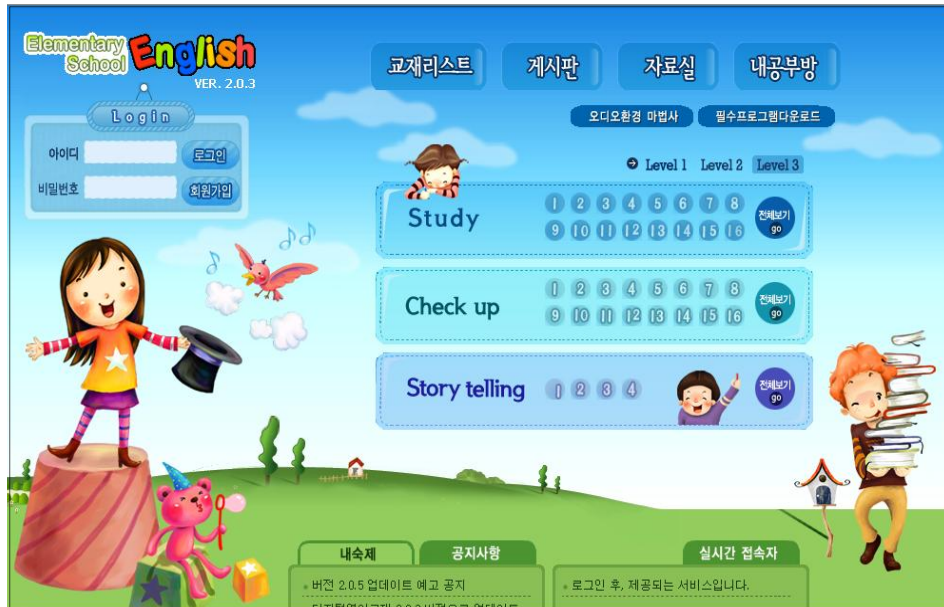 Elementary School English
VER. 2.0.3
교재리스트 게시판 자료실 내공부방
오디오환경 마법사 필수프로그램다운로드
Login
아이디 로그인
비밀번호 회원가입
Level 1 Level 2 Level 3
Study
1 2 3 4 5 6 7 8
9 10 11 12 13 14 15 16
전체보기
go
Check up
1 2 3 4 5 6 7 8
9 10 11 12 13 14 15 16
전체보기
go
Story telling 1 2 3 4
전체보기
go
내숙제 공지사항
버전 2.0.5 업데이트 예고 공지
실시간 접속자
로그인 후, 제공되는 서비스입니다.